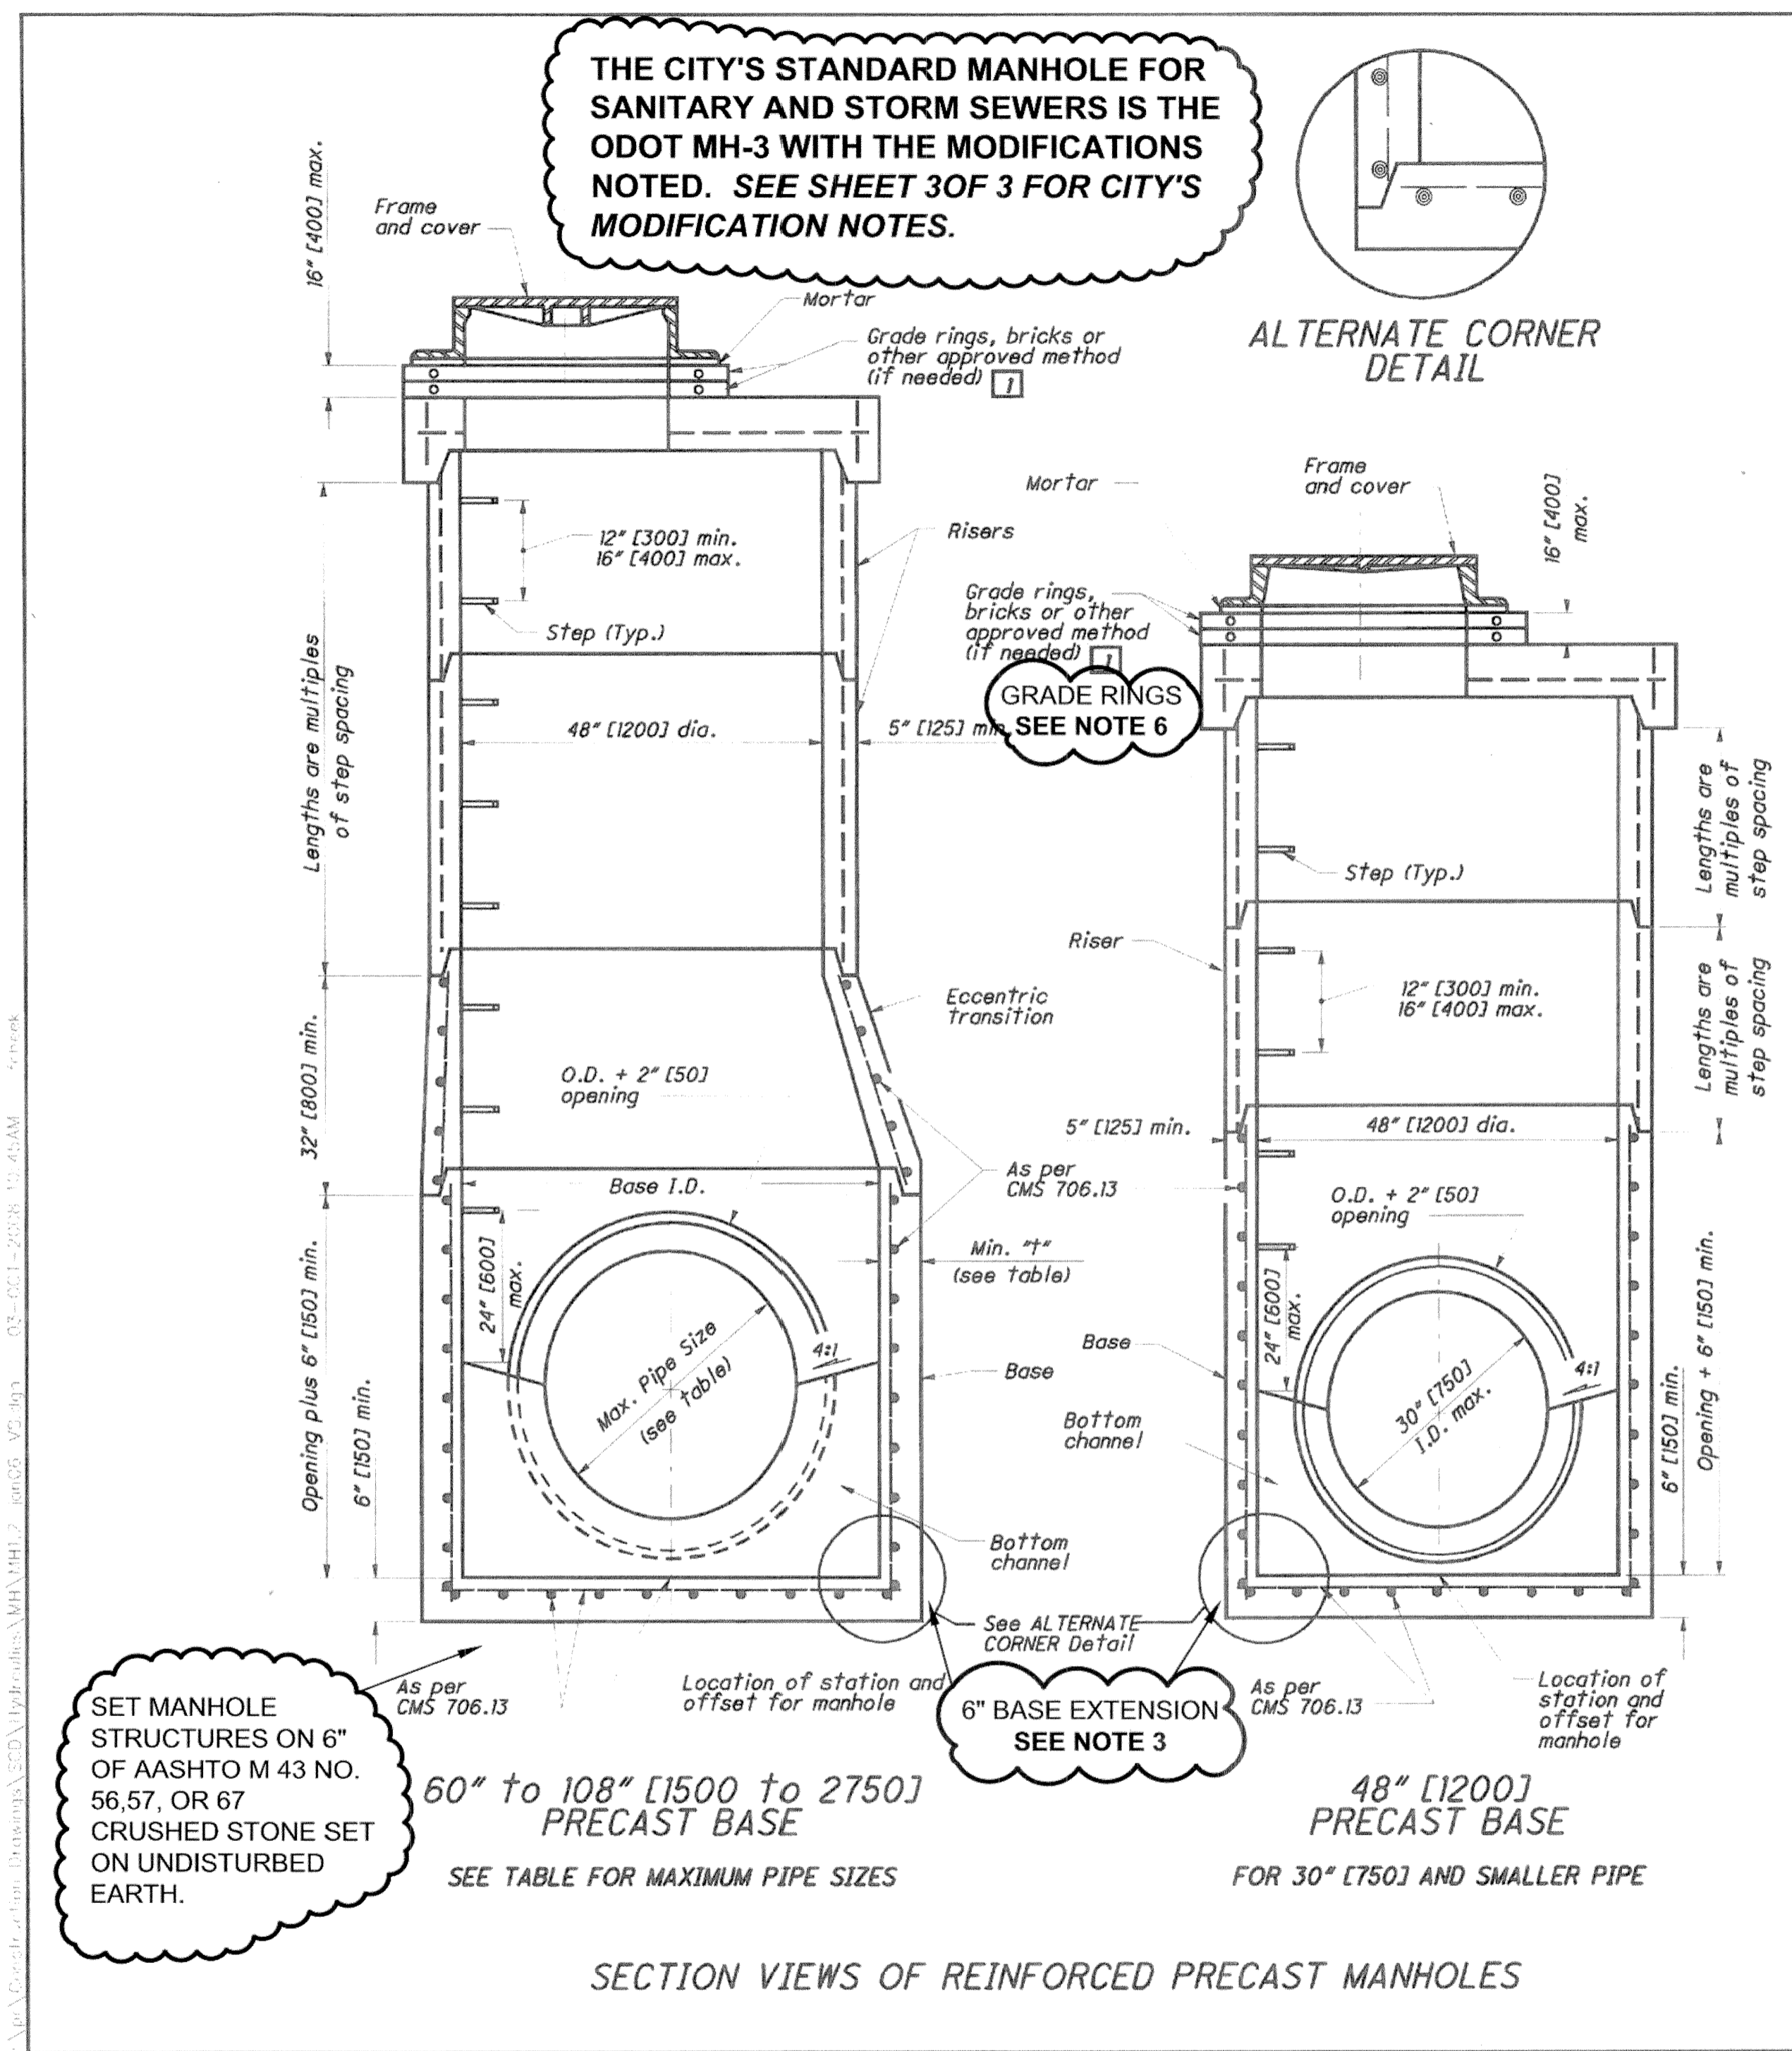 THE CITY'S STANDARD MANHOLE FOR
SANITARY AND STORM SEWERS IS THE
ODOT MH-3 WITH THE MODIFICATIONS
NOTED. SEE SHEET 3OF 3 FOR CITY'S
MODIFICATION NOTES.
ALTERNATE CORNER
DETAIL
16" [400] max.
Frame
and cover
Mortar
Grade rings, bricks or
other approved method
(if needed) 1
12" [300] min.
16" [400] max.
Step (Typ.)
Risers
Lengths are multiples
of step spacing
48" [1200] dia.
5" [125] min.
32" [800] min.
Eccentric
transition
O.D. + 2" [50]
opening
As per
CMS 706.13
Base I.D.
Min. "t"
(see table)
24" [600]
max.
Max. Pipe Size
(see table)
4:1
Base
Opening plus 6" [150] min.
6" [150] min.
Bottom
channel
See ALTERNATE
CORNER Detail
As per
CMS 706.13
Location of station and
offset for manhole
SET MANHOLE
STRUCTURES ON 6"
OF AASHTO M 43 NO.
56,57, OR 67
CRUSHED STONE SET
ON UNDISTURBED
EARTH.
60" to 108" [1500 to 2750]
PRECAST BASE
SEE TABLE FOR MAXIMUM PIPE SIZES
Mortar
Frame
and cover
16" [400]
max.
Grade rings,
bricks or other
approved method
(if needed) 1
GRADE RINGS
SEE NOTE 6
Step (Typ.)
Lengths are
multiples of
step spacing
Riser
12" [300] min.
16" [400] max.
Lengths are
multiples of
step spacing
5" [125] min.
48" [1200] dia.
O.D. + 2" [50]
opening
24" [600]
max.
Base
30" [750]
I.D. max.
4:1
Bottom
channel
6" [150] min.
Opening + 6" [150] min.
6" BASE EXTENSION
SEE NOTE 3
As per
CMS 706.13
Location of
station and
offset for
manhole
48" [1200]
PRECAST BASE
FOR 30" [750] AND SMALLER PIPE
SECTION VIEWS OF REINFORCED PRECAST MANHOLES